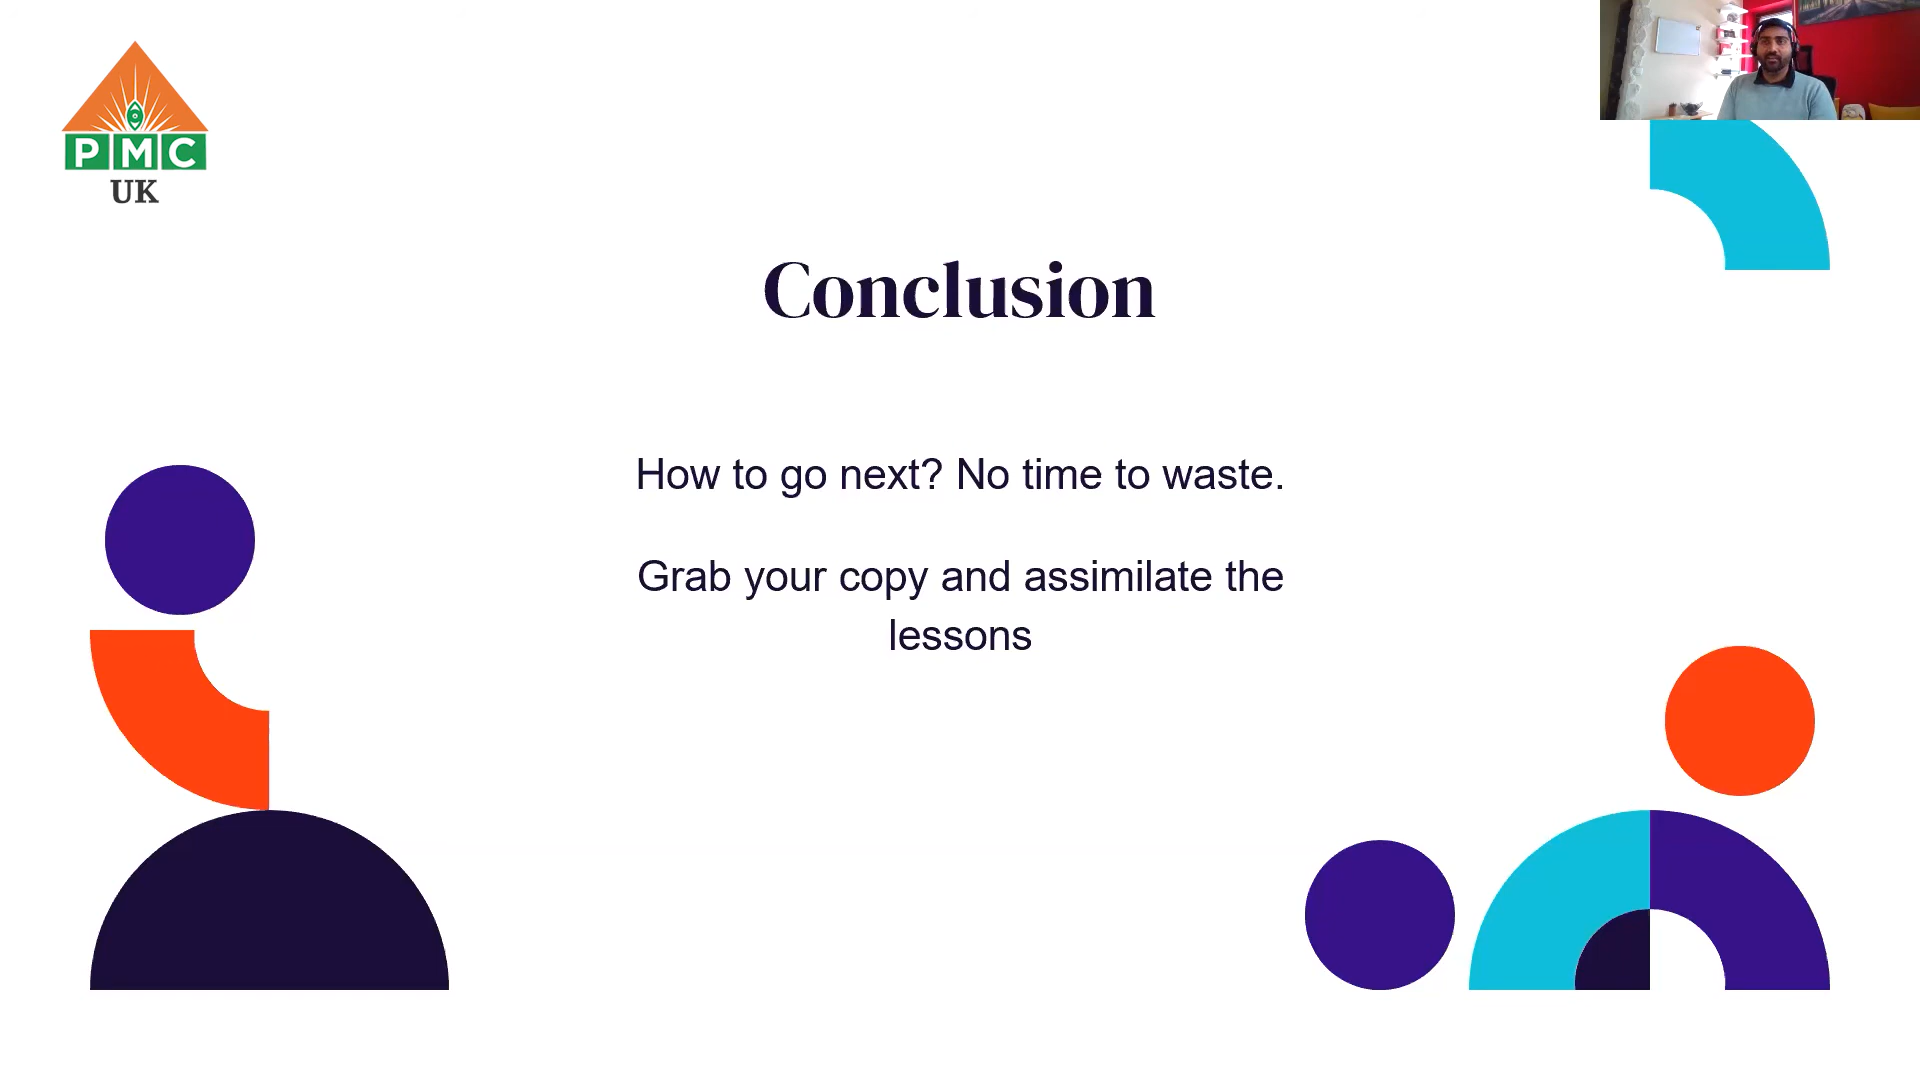 PMC
UK
Conclusion
How to go next? No time to waste.
Grab your copy and assimilate the
lessons